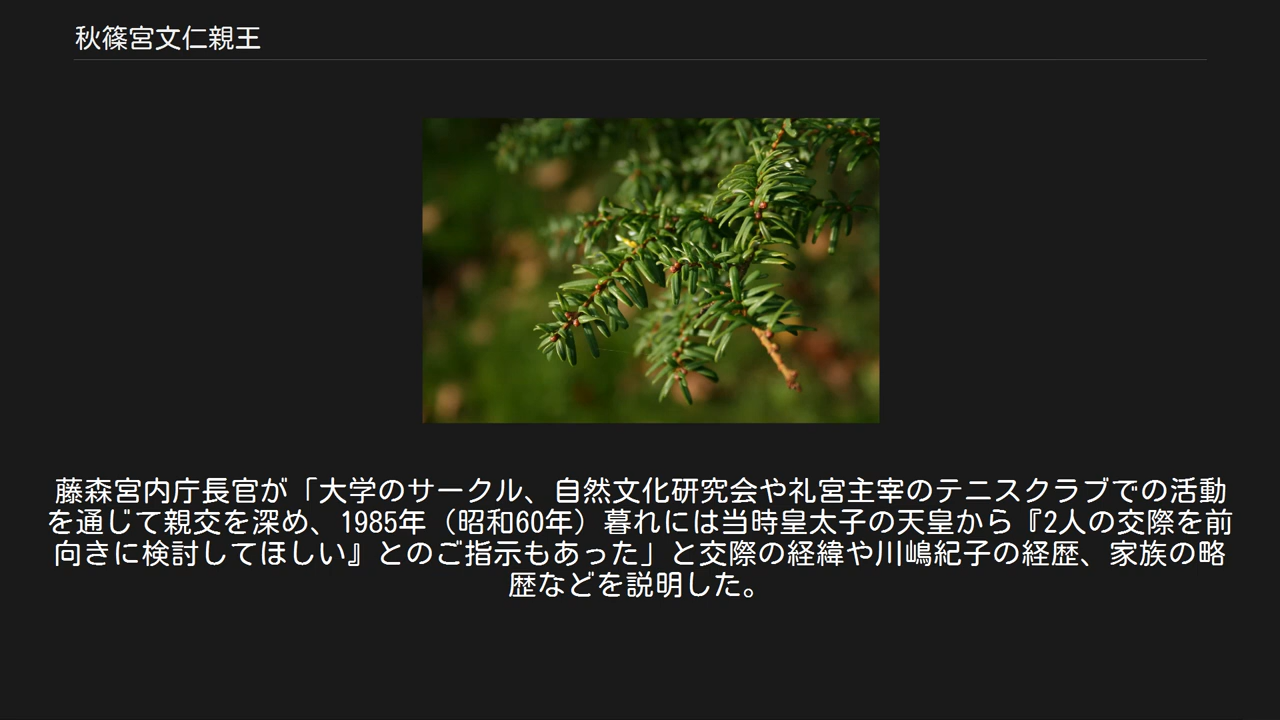 秋篠宮文仁親王
藤森宮内庁長官が「大学のサークル、自然文化研究会や礼宮主宰のテニスクラブでの活動
を通じて親交を深め、1985年（昭和60年）暮れには当時皇太子の天皇から『2人の交際を前
向きに検討してほしい』とのご指示もあった」と交際の経緯や川嶋紀子の経歴、家族の略
歴などを説明した。